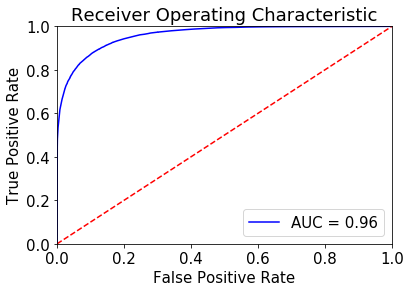 Receiver Operating Characteristic
True Positive Rate
1.0
0.8
0.6
0.4
0.2
0.0
AUC = 0.96
0.0 0.2 0.4 0.6 0.8 1.0
False Positive Rate